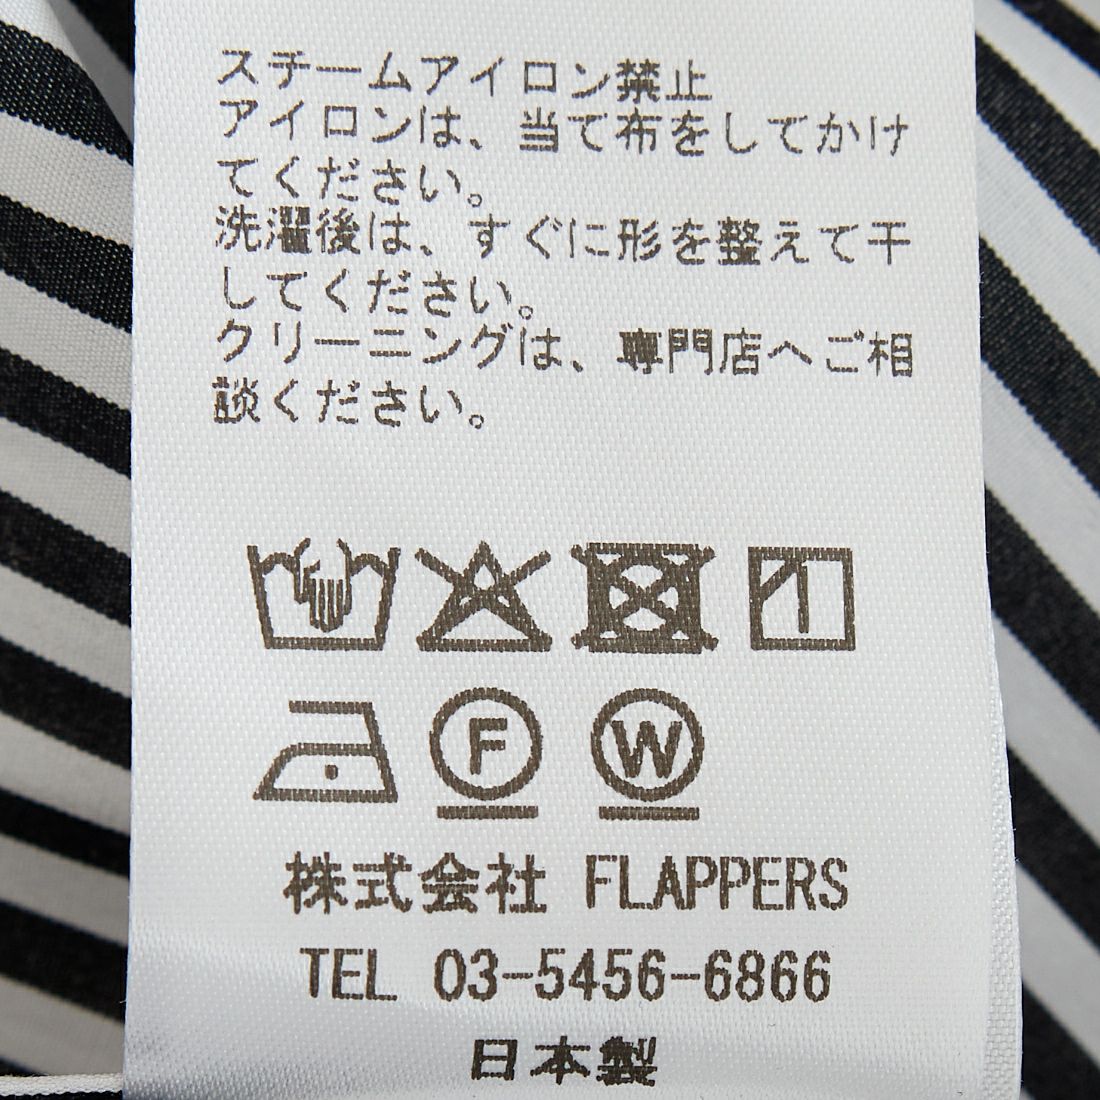 スチームアイロン禁止
アイロンは、当て布をしてかけ
てください。
洗濯後は、すぐに形を整えて干
してください。
クリーニングは、専門店へご相
談ください。
F W
株式会社 FLAPPERS
TEL 03-5456-6866
日本製